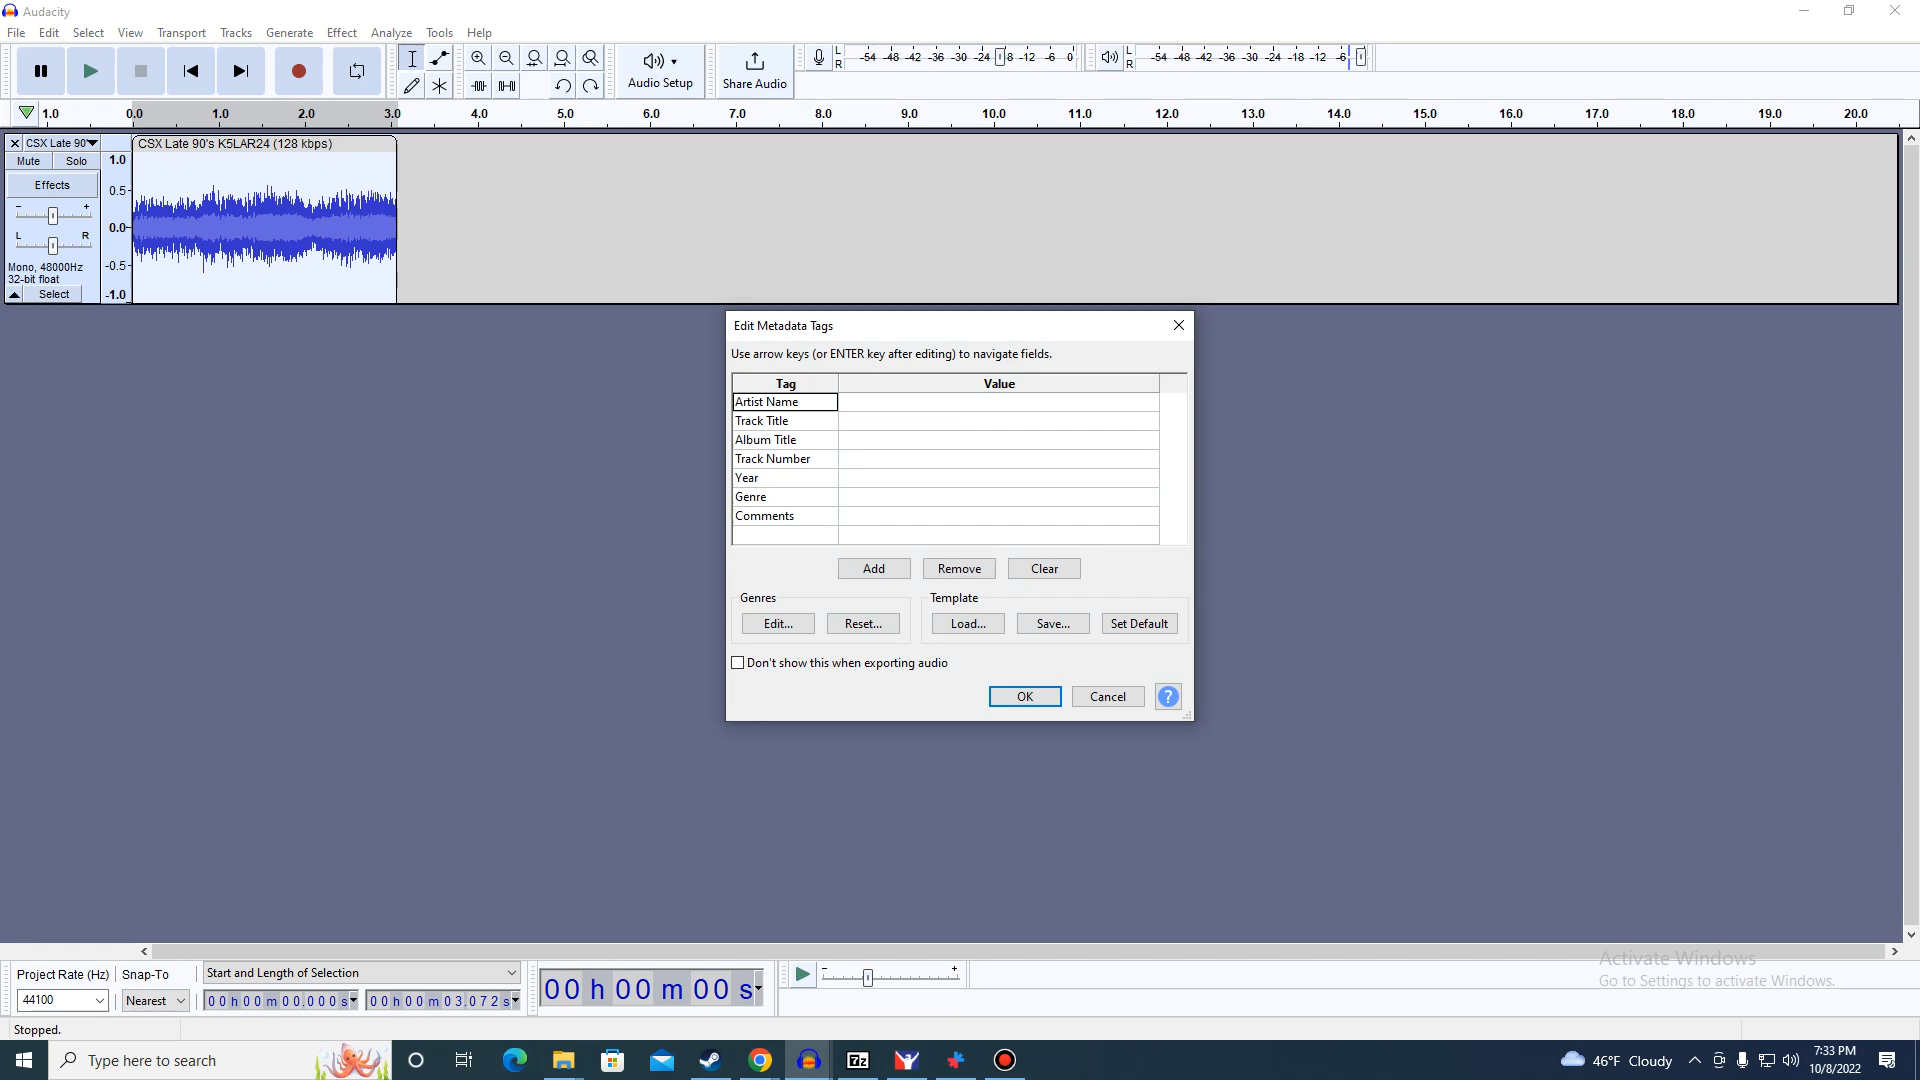 Audacity
File Edit Select View Transport Tracks Generate Effect Analyze Tools Help
Audio Setup
Share Audio
L
R
-54 -48 -42 -36 -30 -24 8 -12 -6 0
L
R
-54 -48 -42 -36 -30 -24 -18 -12 -6
1.0 0.0 1.0 2.0 3.0 4.0 5.0 6.0 7.0 8.0 9.0 10.0 11.0 12.0 13.0 14.0 15.0 16.0 17.0 18.0 19.0 20.0
CSX Late 90'
CSX Late 90's K5LAR24 (128 kbps)
Mute Solo
Effects
- +
L R
Mono, 48000Hz
32-bit float
Select
1.0
0.5-
0.0-
-0.5-
-1.0
Edit Metadata Tags
Use arrow keys (or ENTER key after editing) to navigate fields.
Tag Value
Artist Name
Track Title
Album Title
Track Number
Year
Genre
Comments
Add Remove Clear
Genres
Edit... Reset...
Template
Load... Save... Set Default
Don't show this when exporting audio
OK Cancel ?
Project Rate (Hz) Snap-To Start and Length of Selection
44100 Nearest 00 h 00 m 00.000 s 00 h 00 m 03.072 s
00 h 00 m 00 s
- +
Activate Windows
Go to Settings to activate Windows.
Stopped.
Type here to search
7z
46°F Cloudy
7:33 PM
10/8/2022